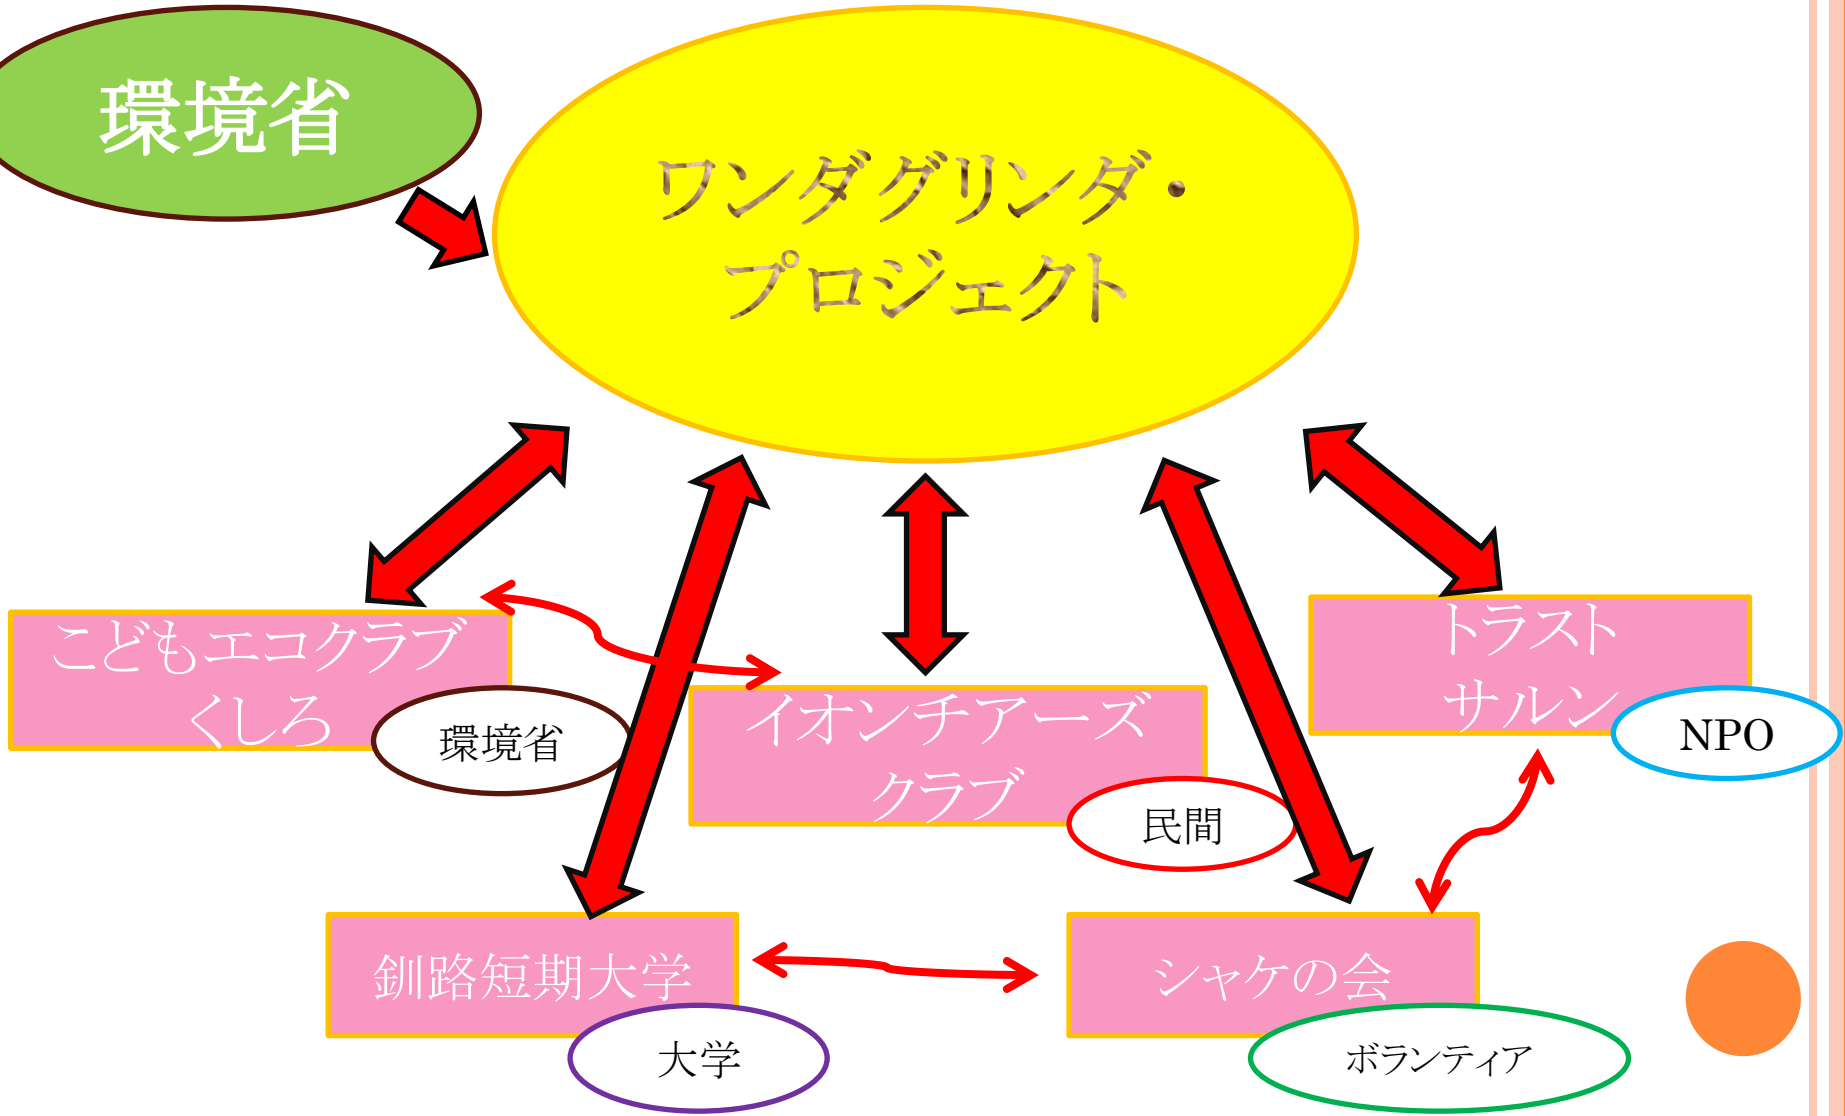 環境省
ワンダグリンダ・
プロジェクト
こどもエコクラブ
くしろ
環境省
イオンチアーズ
クラブ
民間
トラスト
サルン
NPO
釧路短期大学
大学
シャケの会
ボランティア